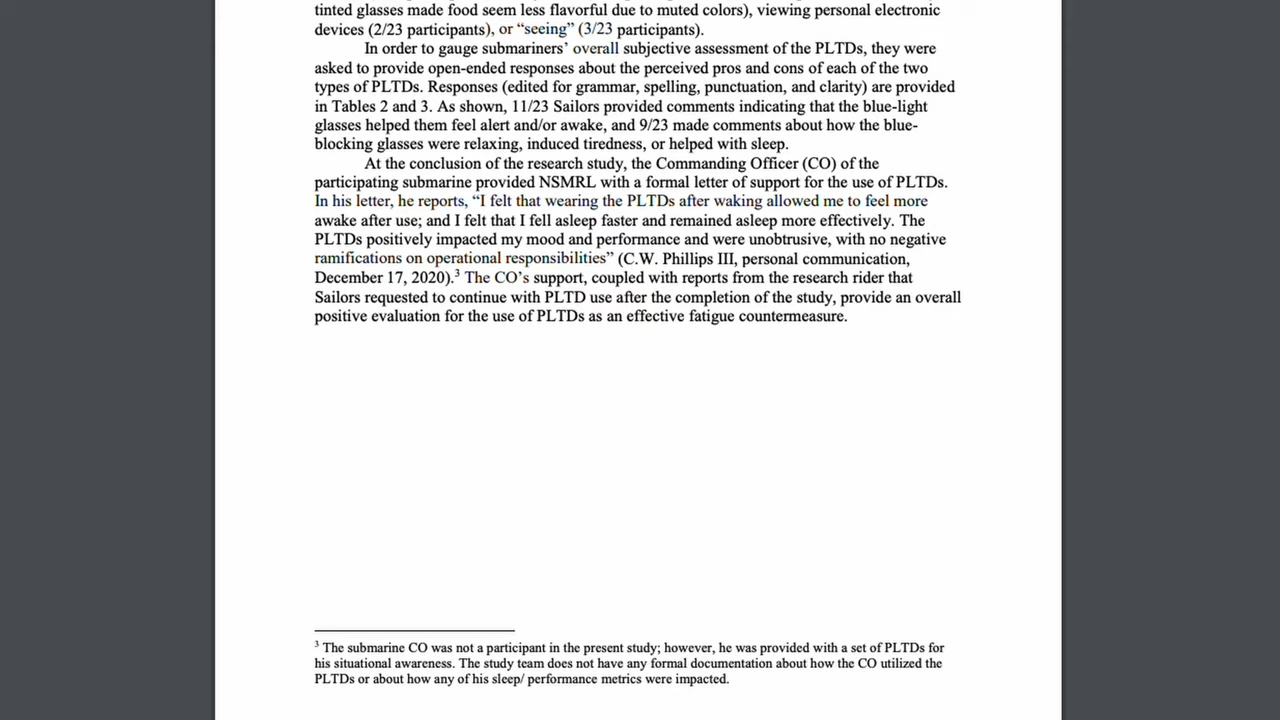 tinted glasses made food seem less flavorful due to muted colors), viewing personal electronic
devices (2/23 participants), or “seeing” (3/23 participants).
In order to gauge submariners’ overall subjective assessment of the PLTDs, they were
asked to provide open-ended responses about the perceived pros and cons of each of the two
types of PLTDs. Responses (edited for grammar, spelling, punctuation, and clarity) are provided
in Tables 2 and 3. As shown, 11/23 Sailors provided comments indicating that the blue-light
glasses helped them feel alert and/or awake, and 9/23 made comments about how the blue-
blocking glasses were relaxing, induced tiredness, or helped with sleep.
At the conclusion of the research study, the Commanding Officer (CO) of the
participating submarine provided NSMRL with a formal letter of support for the use of PLTDs.
In his letter, he reports, “I felt that wearing the PLTDs after waking allowed me to feel more
awake after use; and I felt that I fell asleep faster and remained asleep more effectively. The
PLTDs positively impacted my mood and performance and were unobtrusive, with no negative
ramifications on operational responsibilities” (C.W. Phillips III, personal communication,
December 17, 2020).³ The CO’s support, coupled with reports from the research rider that
Sailors requested to continue with PLTD use after the completion of the study, provide an overall
positive evaluation for the use of PLTDs as an effective fatigue countermeasure.
³ The submarine CO was not a participant in the present study; however, he was provided with a set of PLTDs for
his situational awareness. The study team does not have any formal documentation about how the CO utilized the
PLTDs or about how any of his sleep/ performance metrics were impacted.